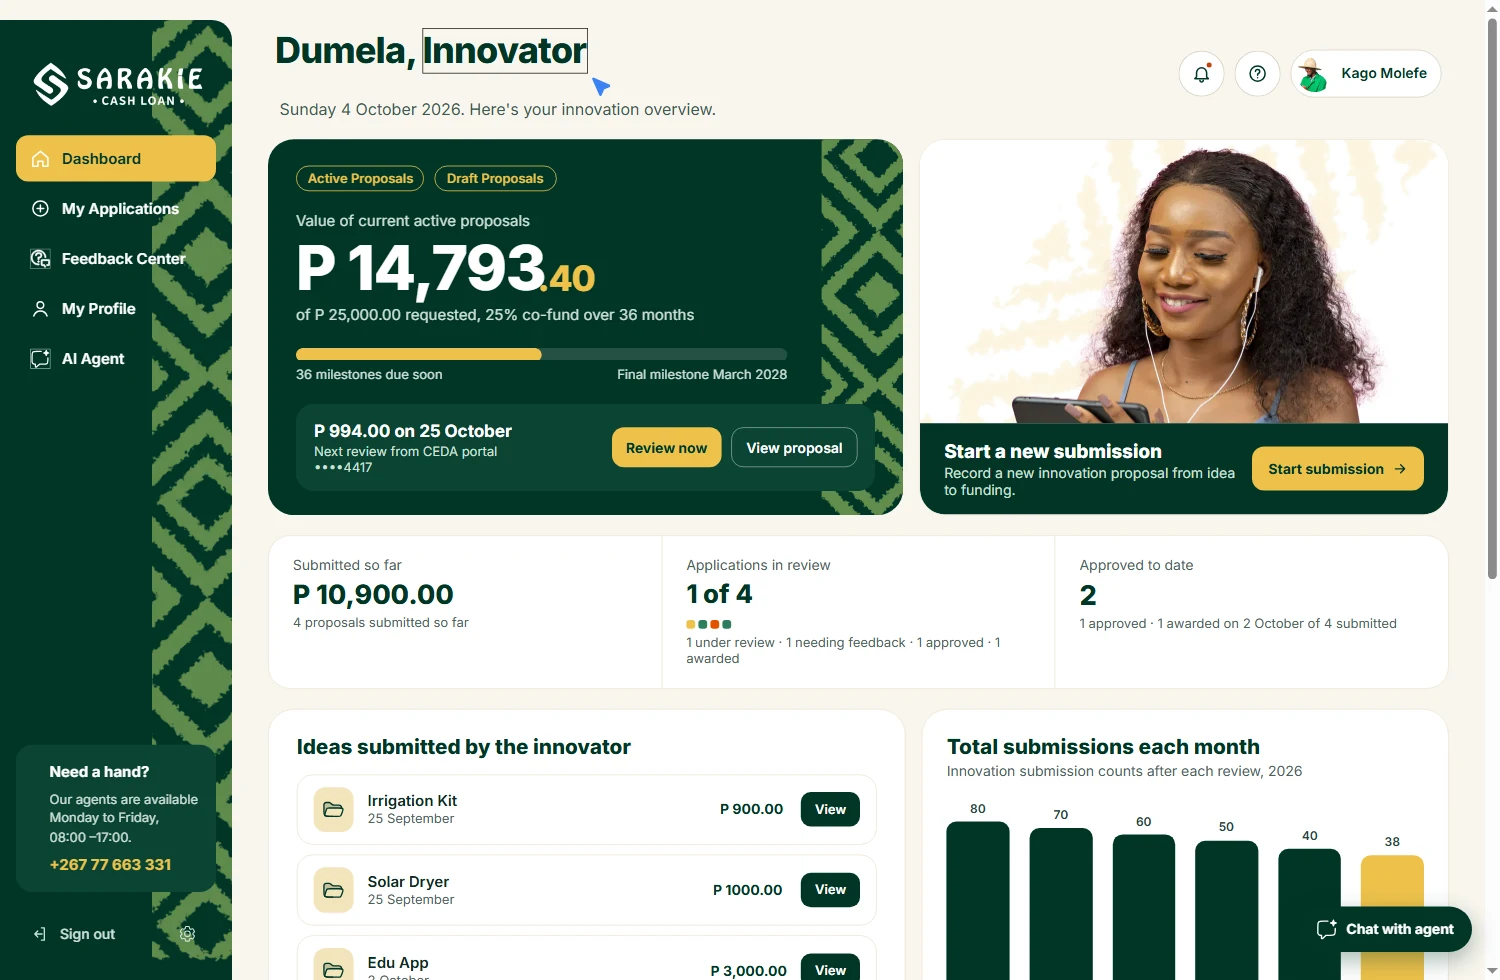 SARAKIE
• CASH LOAN •
Dashboard
My Applications
Feedback Center
My Profile
AI Agent
Need a hand?
Our agents are available
Monday to Friday,
08:00 –17:00.
+267 77 663 331
Sign out
Dumela, Innovator
Sunday 4 October 2026. Here's your innovation overview.
Kago Molefe
Active Proposals
Draft Proposals
Value of current active proposals
P 14,793.40
of P 25,000.00 requested, 25% co-fund over 36 months
36 milestones due soon
Final milestone March 2028
P 994.00 on 25 October
Next review from CEDA portal
••••4417
Review now
View proposal
Start a new submission
Record a new innovation proposal from idea
to funding.
Start submission →
Submitted so far
P 10,900.00
4 proposals submitted so far
Applications in review
1 of 4
1 under review · 1 needing feedback · 1 approved · 1
awarded
Approved to date
2
1 approved · 1 awarded on 2 October of 4 submitted
Ideas submitted by the innovator
Irrigation Kit
25 September
P 900.00
View
Solar Dryer
25 September
P 1000.00
View
Edu App
2 October
P 3,000.00
View
Total submissions each month
Innovation submission counts after each review, 2026
80
70
60
50
40
38
Chat with agent